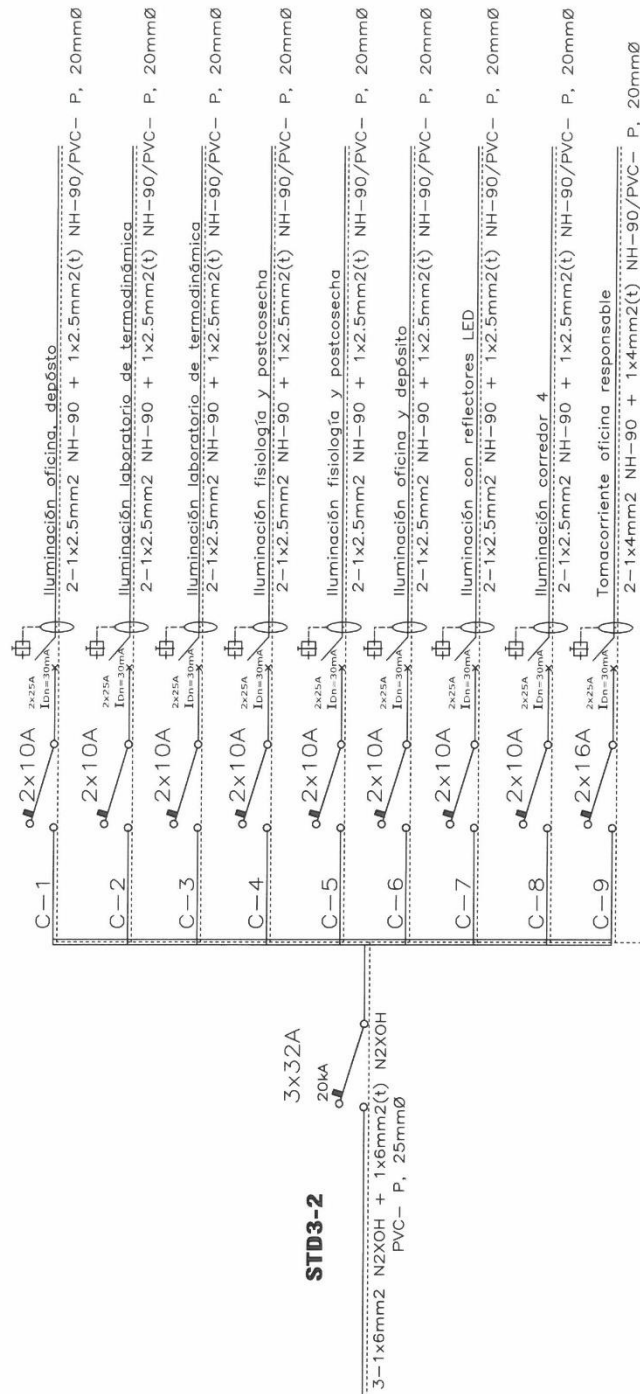 STD3-2
3-1x6mm2 N2XOH + 1x6mm2(t) N2XOH
PVC- P, 25mmØ
3x32A
20kA
C-1
2x10A
2x25A
IDn=30mA
Iluminación oficina, depósto
2-1x2.5mm2 NH-90 + 1x2.5mm2(t) NH-90/PVC- P, 20mmØ
C-2
2x10A
2x25A
IDn=30mA
Iluminación laboratorio de termodinámica
2-1x2.5mm2 NH-90 + 1x2.5mm2(t) NH-90/PVC- P, 20mmØ
C-3
2x10A
2x25A
IDn=30mA
Iluminación laboratorio de termodinámica
2-1x2.5mm2 NH-90 + 1x2.5mm2(t) NH-90/PVC- P, 20mmØ
C-4
2x10A
2x25A
IDn=30mA
Iluminación fisiología y postcosecha
2-1x2.5mm2 NH-90 + 1x2.5mm2(t) NH-90/PVC- P, 20mmØ
C-5
2x10A
2x25A
IDn=30mA
Iluminación fisiología y postcosecha
2-1x2.5mm2 NH-90 + 1x2.5mm2(t) NH-90/PVC- P, 20mmØ
C-6
2x10A
2x25A
IDn=30mA
Iluminación oficina y depósito
2-1x2.5mm2 NH-90 + 1x2.5mm2(t) NH-90/PVC- P, 20mmØ
C-7
2x10A
2x25A
IDn=30mA
Iluminación con reflectores LED
2-1x2.5mm2 NH-90 + 1x2.5mm2(t) NH-90/PVC- P, 20mmØ
C-8
2x10A
2x25A
IDn=30mA
Iluminación corredor 4
2-1x2.5mm2 NH-90 + 1x2.5mm2(t) NH-90/PVC- P, 20mmØ
C-9
2x16A
2x25A
IDn=30mA
Tomacorriente oficina responsable
2-1x4mm2 NH-90 + 1x4mm2(t) NH-90/PVC- P, 20mmØ